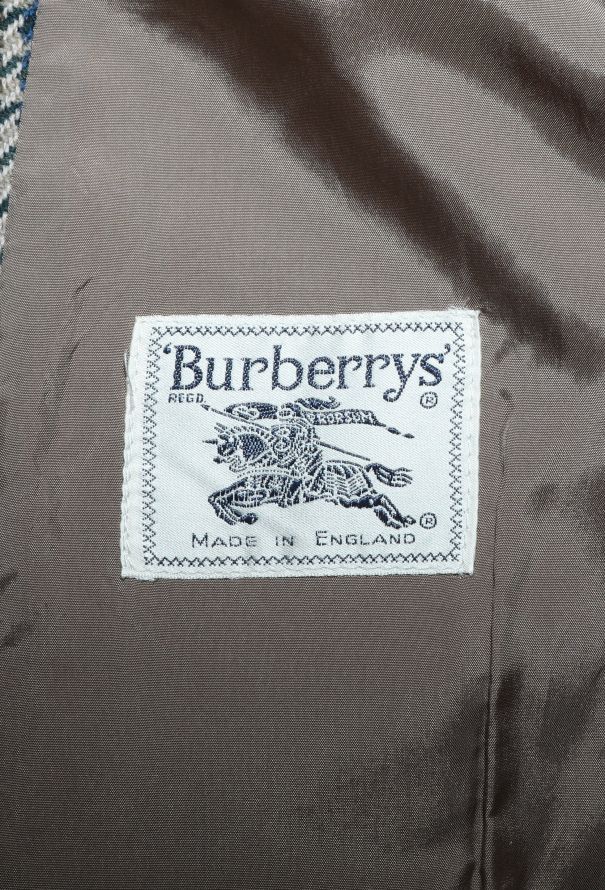 'Burberrys'
REGD. ®
PRORSUM
®
MADE IN ENGLAND